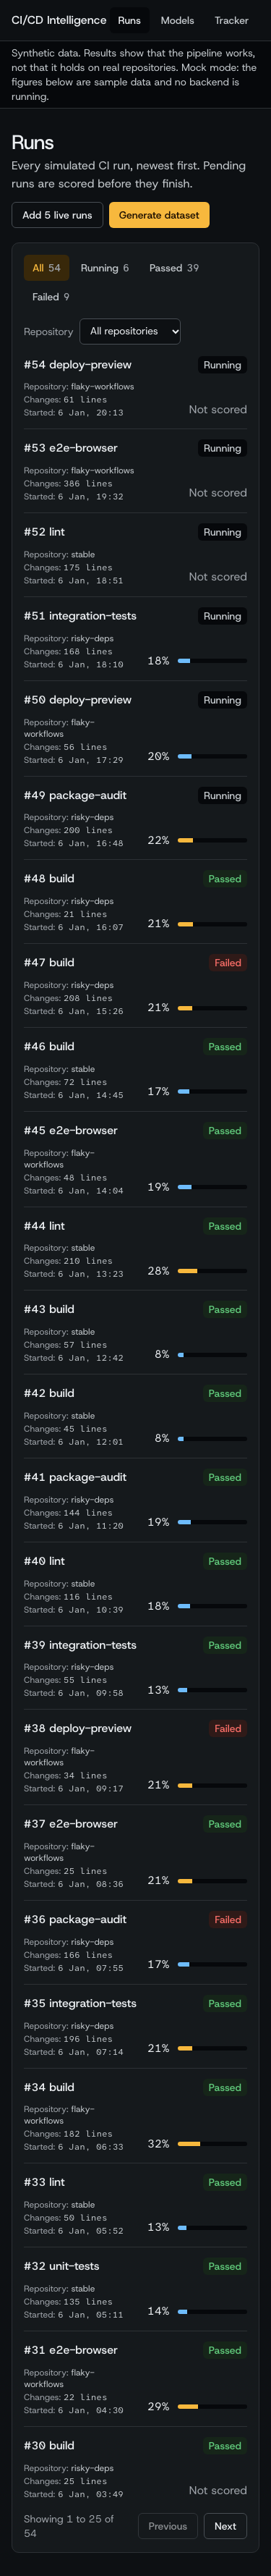 CI/CD Intelligence Runs Models Tracker
Synthetic data. Results show that the pipeline works,
not that it holds on real repositories. Mock mode: the
figures below are sample data and no backend is
running.
Runs
Every simulated CI run, newest first. Pending
runs are scored before they finish.
Add 5 live runs Generate dataset
All 54 Running 6 Passed 39
Failed 9
Repository All repositories
#54 deploy-preview Running
Repository: flaky-workflows
Changes: 61 lines
Started: 6 Jan, 20:13 Not scored
#53 e2e-browser Running
Repository: flaky-workflows
Changes: 386 lines
Started: 6 Jan, 19:32 Not scored
#52 lint Running
Repository: stable
Changes: 175 lines
Started: 6 Jan, 18:51 Not scored
#51 integration-tests Running
Repository: risky-deps
Changes: 168 lines
Started: 6 Jan, 18:10 18%
#50 deploy-preview Running
Repository: flaky-
workflows
Changes: 56 lines
Started: 6 Jan, 17:29 20%
#49 package-audit Running
Repository: risky-deps
Changes: 200 lines
Started: 6 Jan, 16:48 22%
#48 build Passed
Repository: risky-deps
Changes: 21 lines
Started: 6 Jan, 16:07 21%
#47 build Failed
Repository: risky-deps
Changes: 208 lines
Started: 6 Jan, 15:26 21%
#46 build Passed
Repository: stable
Changes: 72 lines
Started: 6 Jan, 14:45 17%
#45 e2e-browser Passed
Repository: flaky-
workflows
Changes: 48 lines
Started: 6 Jan, 14:04 19%
#44 lint Passed
Repository: stable
Changes: 210 lines
Started: 6 Jan, 13:23 28%
#43 build Passed
Repository: stable
Changes: 57 lines
Started: 6 Jan, 12:42 8%
#42 build Passed
Repository: stable
Changes: 45 lines
Started: 6 Jan, 12:01 8%
#41 package-audit Passed
Repository: risky-deps
Changes: 144 lines
Started: 6 Jan, 11:20 19%
#40 lint Passed
Repository: stable
Changes: 116 lines
Started: 6 Jan, 10:39 18%
#39 integration-tests Passed
Repository: risky-deps
Changes: 55 lines
Started: 6 Jan, 09:58 13%
#38 deploy-preview Failed
Repository: flaky-
workflows
Changes: 34 lines
Started: 6 Jan, 09:17 21%
#37 e2e-browser Passed
Repository: flaky-
workflows
Changes: 25 lines
Started: 6 Jan, 08:36 21%
#36 package-audit Failed
Repository: risky-deps
Changes: 166 lines
Started: 6 Jan, 07:55 17%
#35 integration-tests Passed
Repository: risky-deps
Changes: 196 lines
Started: 6 Jan, 07:14 21%
#34 build Passed
Repository: flaky-
workflows
Changes: 182 lines
Started: 6 Jan, 06:33 32%
#33 lint Passed
Repository: stable
Changes: 50 lines
Started: 6 Jan, 05:52 13%
#32 unit-tests Passed
Repository: stable
Changes: 135 lines
Started: 6 Jan, 05:11 14%
#31 e2e-browser Passed
Repository: flaky-
workflows
Changes: 22 lines
Started: 6 Jan, 04:30 29%
#30 build Passed
Repository: risky-deps
Changes: 25 lines
Started: 6 Jan, 03:49 Not scored
Showing 1 to 25 of
54
Previous Next